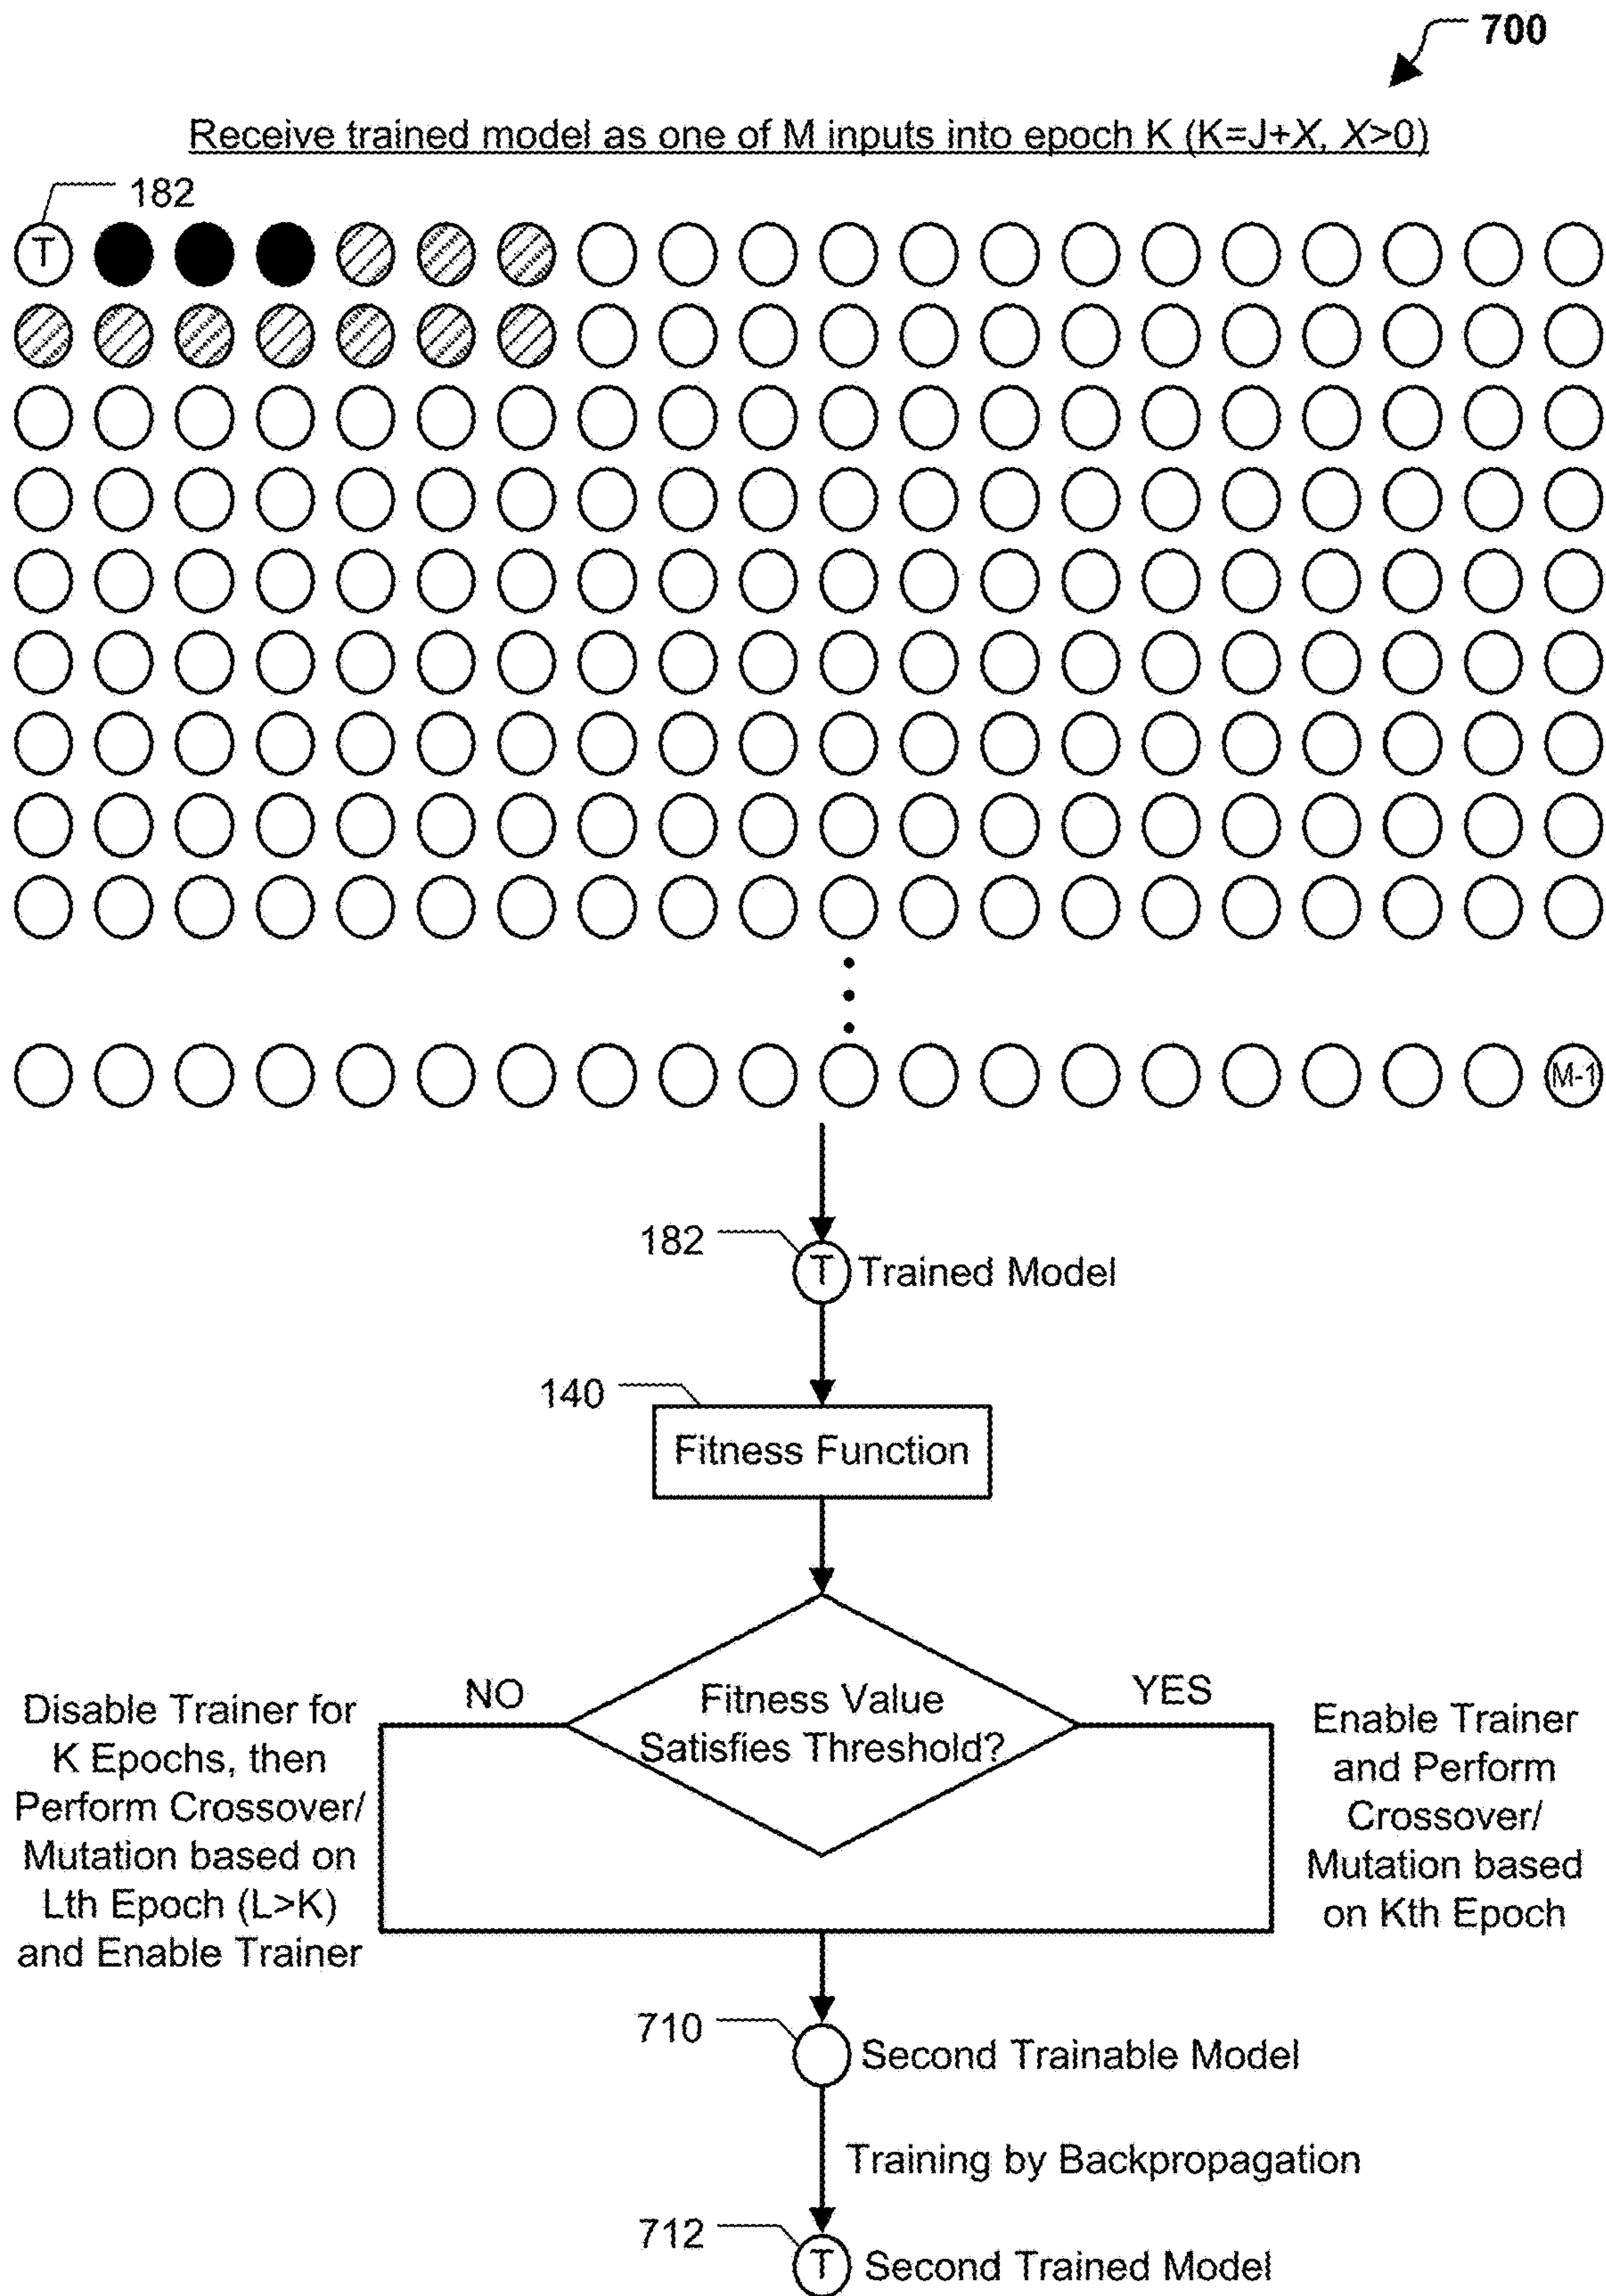 700
Receive trained model as one of M inputs into epoch K (K=J+X, X>0)
182
T
M-1
182
T Trained Model
140
Fitness Function
NO
YES
Fitness Value
Satisfies Threshold?
Disable Trainer for
K Epochs, then
Perform Crossover/
Mutation based on
Lth Epoch (L>K)
and Enable Trainer
Enable Trainer
and Perform
Crossover/
Mutation based
on Kth Epoch
710
Second Trainable Model
Training by Backpropagation
712
T Second Trained Model